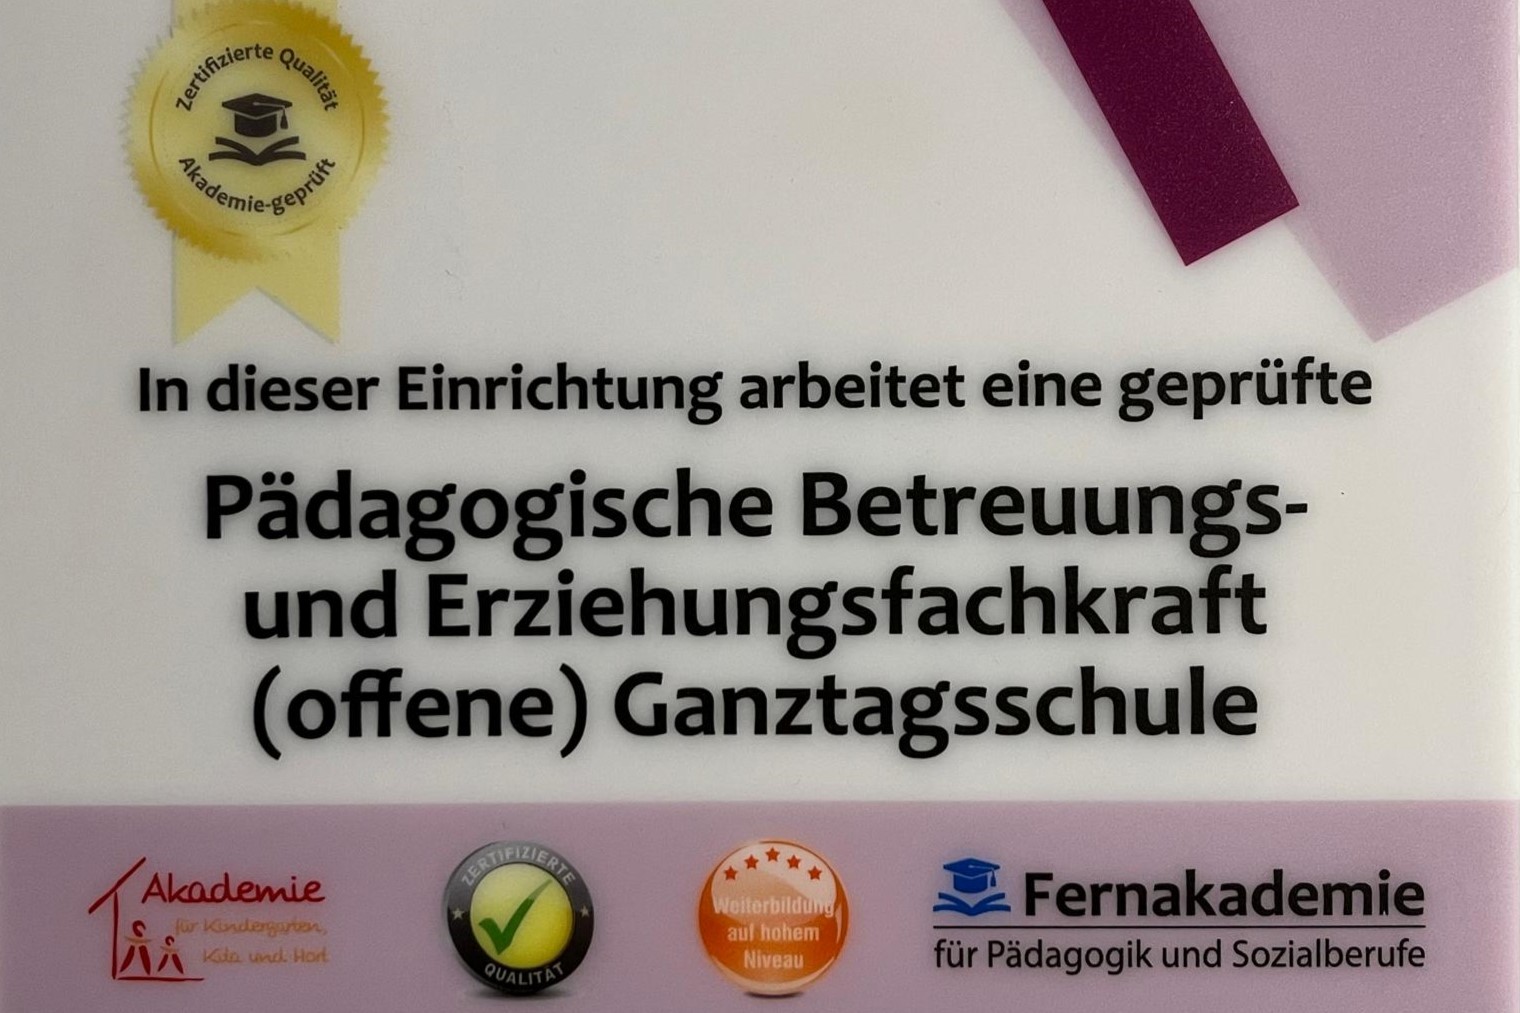 Zertifizierte Qualität
Akademie-geprüft
In dieser Einrichtung arbeitet eine geprüfte
Pädagogische Betreuungs-
und Erziehungsfachkraft
(offene) Ganztagsschule
Akademie
für Kindergarten,
Kita und Hort
ZERTIFIZIERTE
QUALITÄT
Weiterbildung
auf hohem
Niveau
Fernakademie
für Pädagogik und Sozialberufe